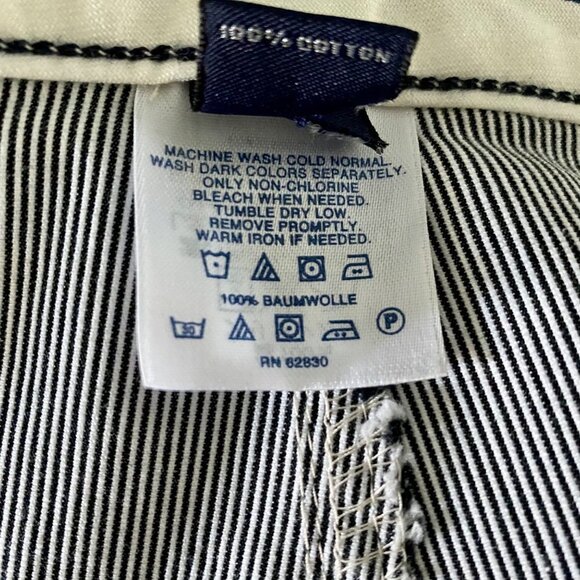 100% COTTON
MACHINE WASH COLD NORMAL.
WASH DARK COLORS SEPARATELY.
ONLY NON-CHLORINE
BLEACH WHEN NEEDED.
TUMBLE DRY LOW.
REMOVE PROMPTLY.
WARM IRON IF NEEDED.
100% BAUMWOLLE
30 P
RN 62830